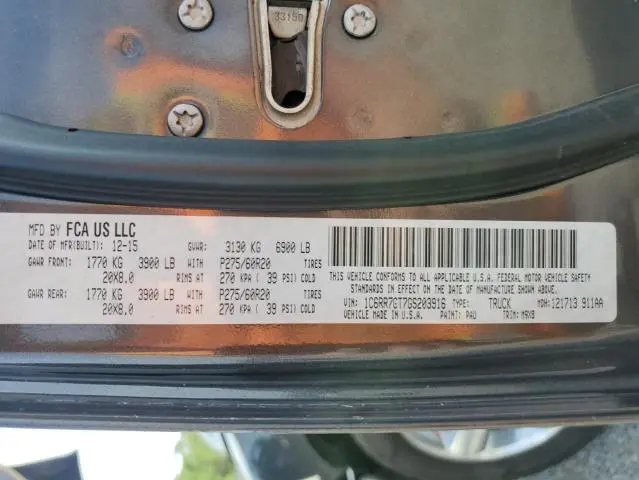 33150
MFD BY FCA US LLC
DATE OF MFR(BUILT): 12-15 GVWR: 3130 KG 6900 LB
GAWR FRONT: 1770 KG 3900 LB WITH P275/60R20 TIRES
20X8.0 RIMS AT 270 KPA ( 39 PSI) COLD
GAWR REAR: 1770 KG 3900 LB WITH P275/60R20 TIRES
20X8.0 RIMS AT 270 KPA ( 39 PSI) COLD
THIS VEHICLE CONFORMS TO ALL APPLICABLE U.S.A. FEDERAL MOTOR VEHICLE SAFETY
STANDARDS IN EFFECT ON THE DATE OF MANUFACTURE SHOWN ABOVE.
VIN: 1C6RR7GT7GS203916 TYPE: TRUCK MDH: 121713 911AA
VEHICLE MADE IN U.S.A. PAINT: PAU TRIM: M9X8